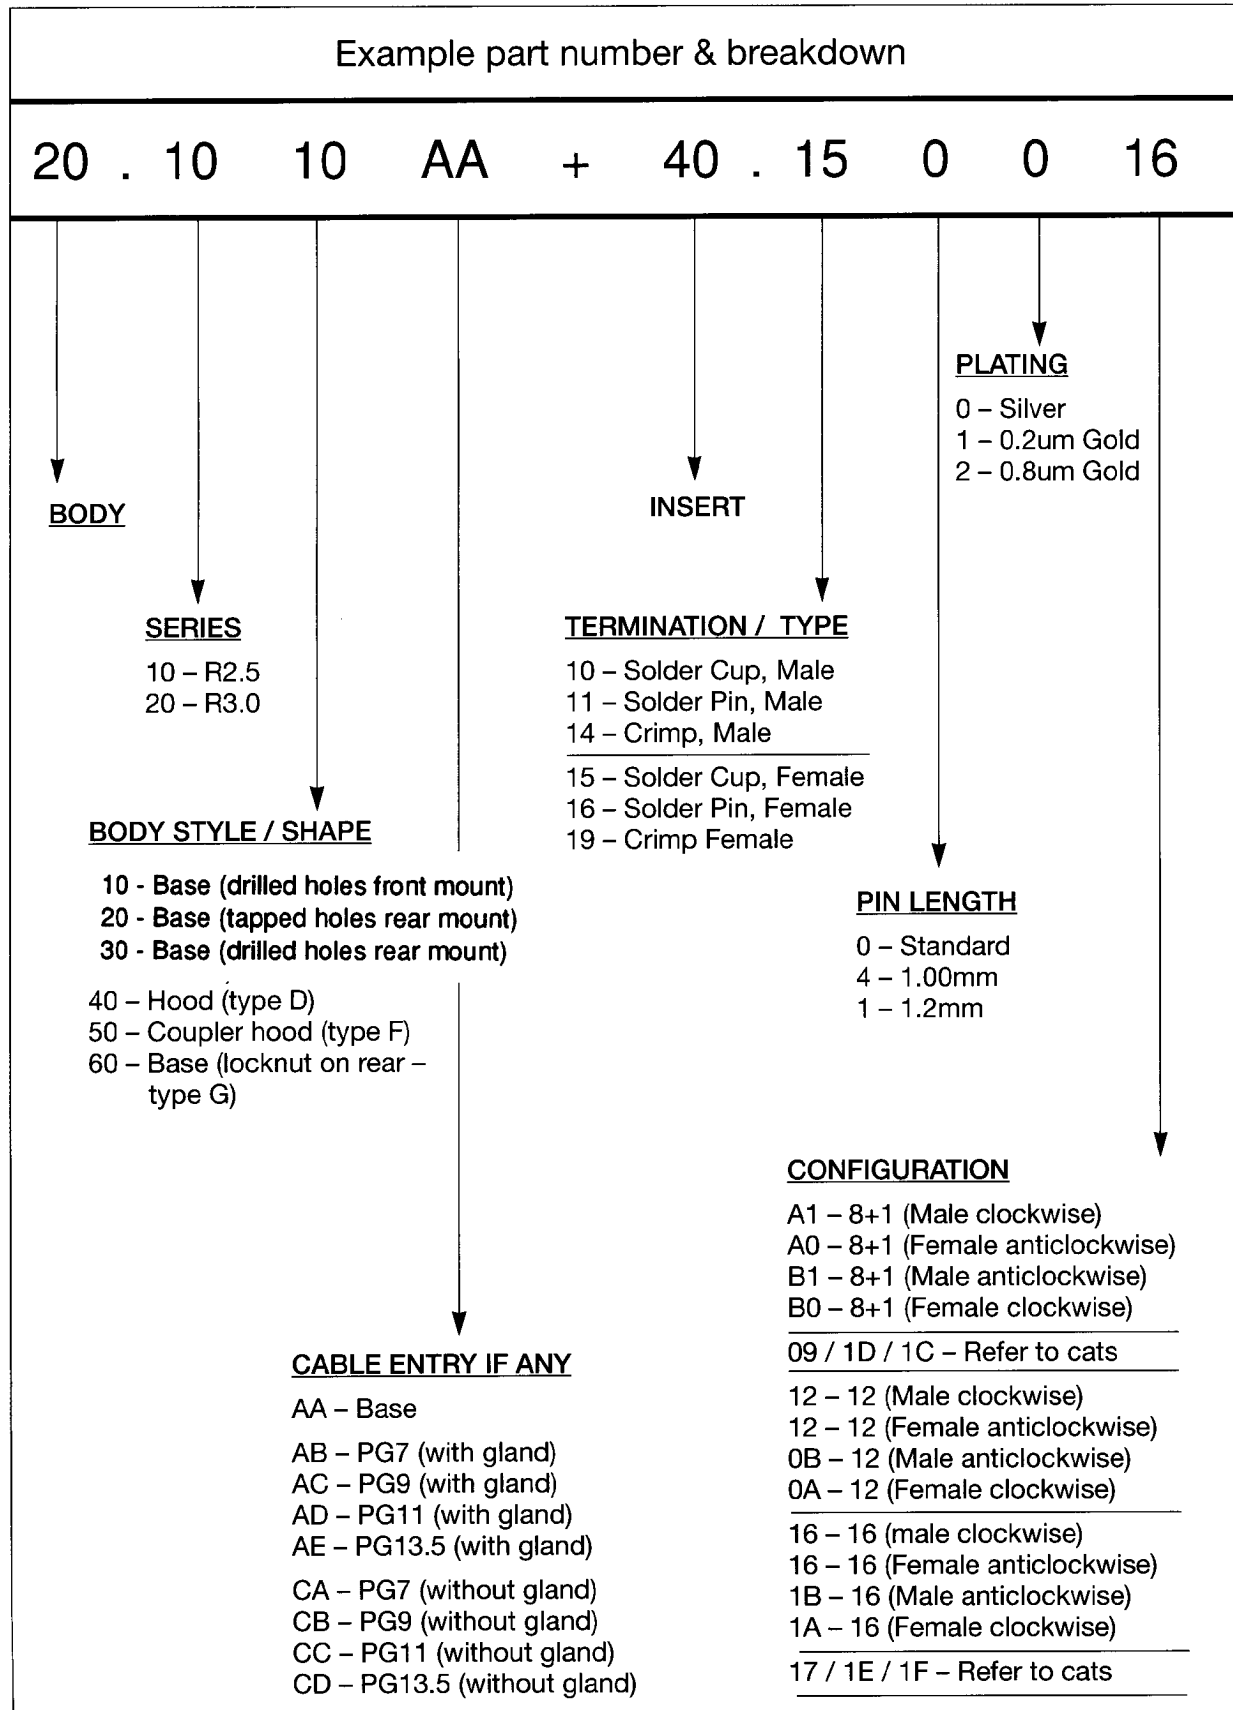 Example part number & breakdown
20 . 10 10 AA + 40 . 15 0 0 16
PLATING
0 – Silver
1 – 0.2um Gold
2 – 0.8um Gold
BODY
INSERT
SERIES
10 – R2.5
20 – R3.0
TERMINATION / TYPE
10 – Solder Cup, Male
11 – Solder Pin, Male
14 – Crimp, Male
15 – Solder Cup, Female
16 – Solder Pin, Female
19 – Crimp Female
BODY STYLE / SHAPE
10 - Base (drilled holes front mount)
20 - Base (tapped holes rear mount)
30 - Base (drilled holes rear mount)
40 – Hood (type D)
50 – Coupler hood (type F)
60 – Base (locknut on rear –
type G)
PIN LENGTH
0 – Standard
4 – 1.00mm
1 – 1.2mm
CONFIGURATION
A1 – 8+1 (Male clockwise)
A0 – 8+1 (Female anticlockwise)
B1 – 8+1 (Male anticlockwise)
B0 – 8+1 (Female clockwise)
09 / 1D / 1C – Refer to cats
12 – 12 (Male clockwise)
12 – 12 (Female anticlockwise)
0B – 12 (Male anticlockwise)
0A – 12 (Female clockwise)
16 – 16 (male clockwise)
16 – 16 (Female anticlockwise)
1B – 16 (Male anticlockwise)
1A – 16 (Female clockwise)
17 / 1E / 1F – Refer to cats
CABLE ENTRY IF ANY
AA – Base
AB – PG7 (with gland)
AC – PG9 (with gland)
AD – PG11 (with gland)
AE – PG13.5 (with gland)
CA – PG7 (without gland)
CB – PG9 (without gland)
CC – PG11 (without gland)
CD – PG13.5 (without gland)